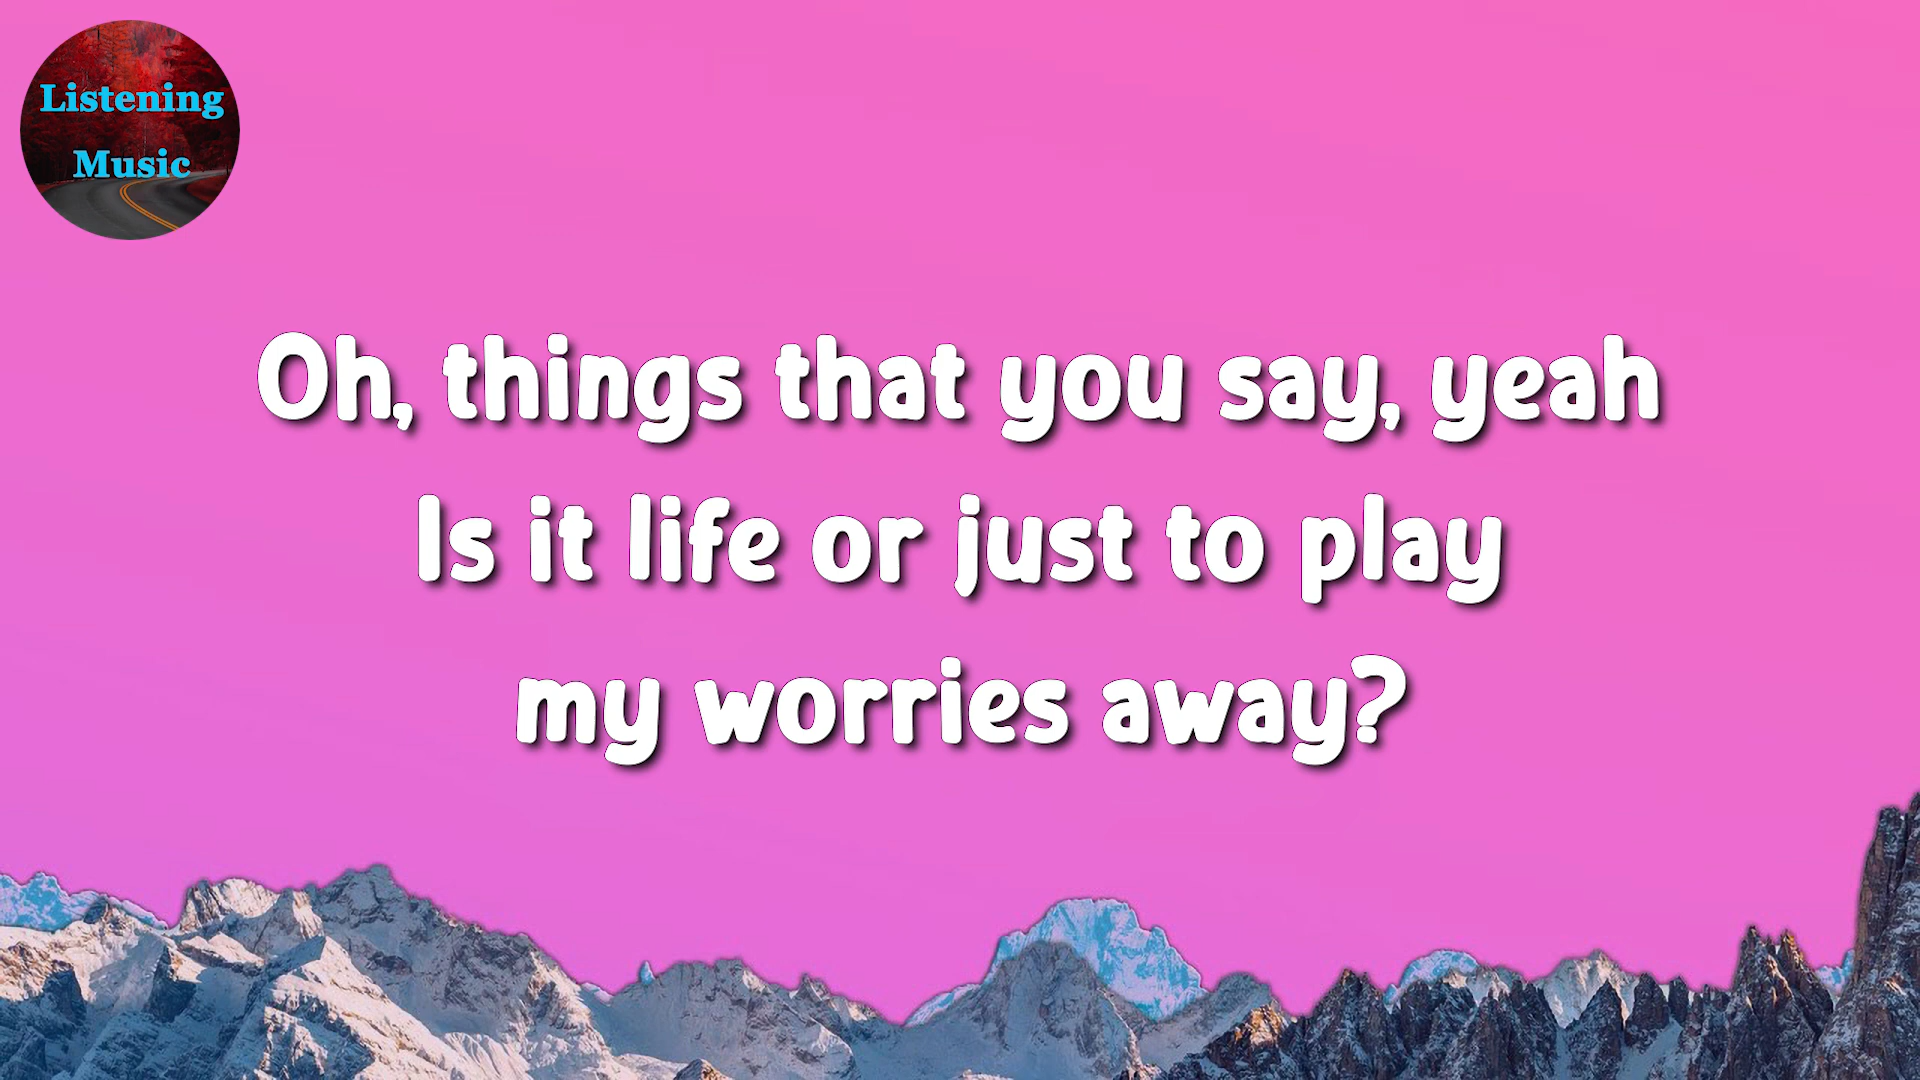 Listening
Music
Oh, things that you say, yeah
Is it life or just to play
my worries away?